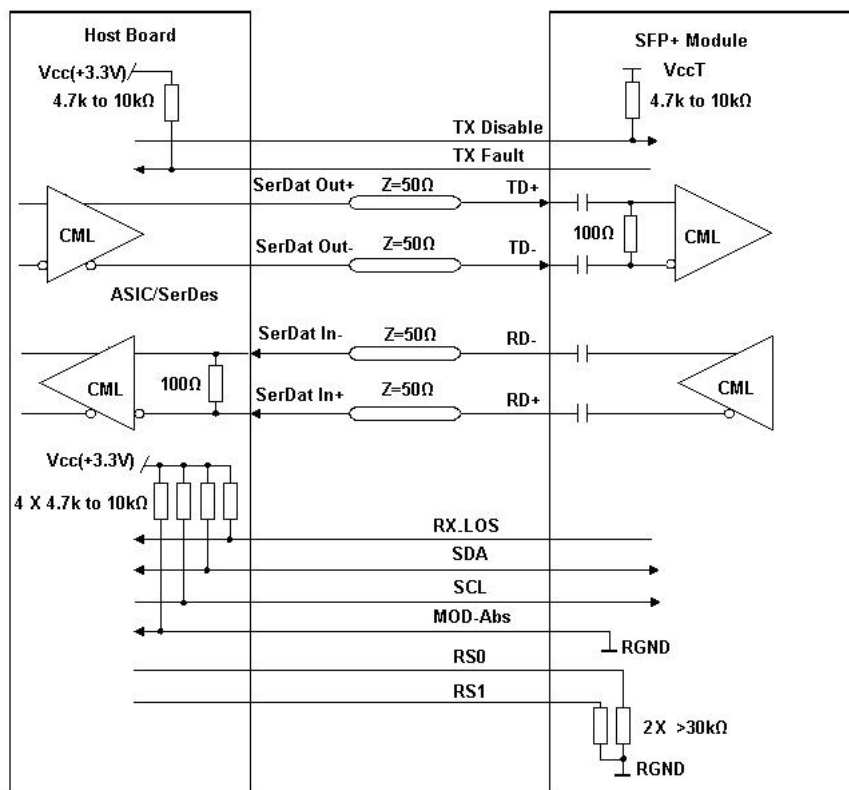 Host Board
SFP+ Module
Vcc(+3.3V)
4.7k to 10kΩ
VccT
4.7k to 10kΩ
TX Disable
TX Fault
SerDat Out+
Z=50Ω
TD+
CML
100Ω
CML
SerDat Out-
Z=50Ω
TD-
ASIC/SerDes
SerDat In-
Z=50Ω
RD-
CML
100Ω
SerDat In+
Z=50Ω
RD+
CML
Vcc(+3.3V)
4 X 4.7k to 10kΩ
RX_LOS
SDA
SCL
MOD-Abs
RGND
RS0
RS1
2X >30kΩ
RGND